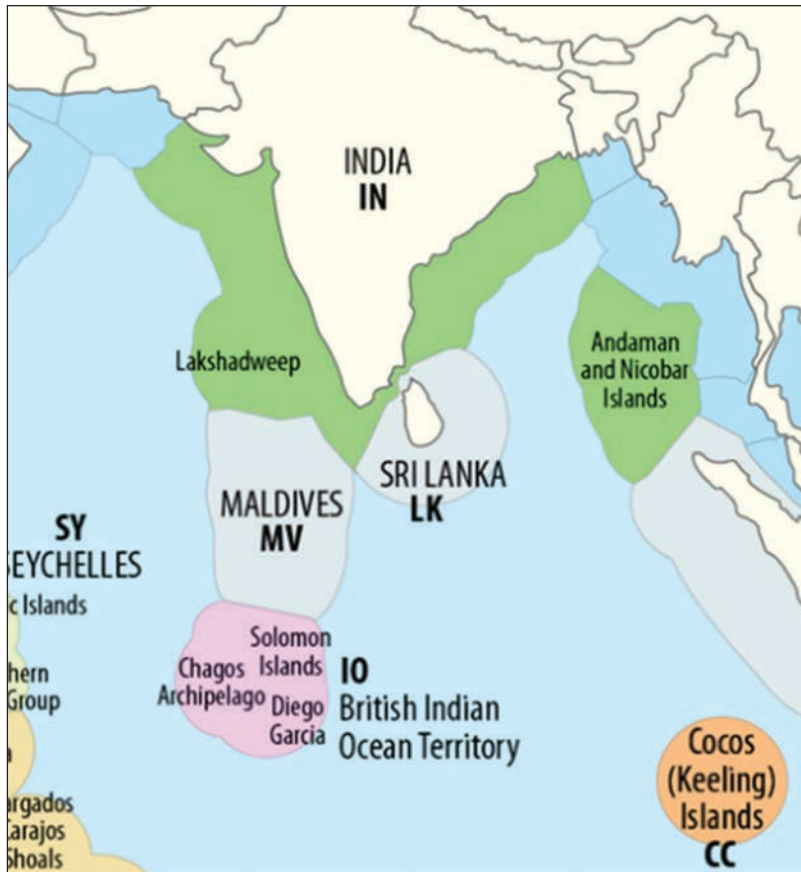 INDIA
IN
Lakshadweep
Andaman
and Nicobar
Islands
SRI LANKA
LK
MALDIVES
MV
SY
EYCHELLES
c Islands
hern
Group
a
argados
Carajos
Shoals
Solomon
Islands
Chagos
Archipelago
Diego
Garcia
IO
British Indian
Ocean Territory
Cocos
(Keeling)
Islands
CC